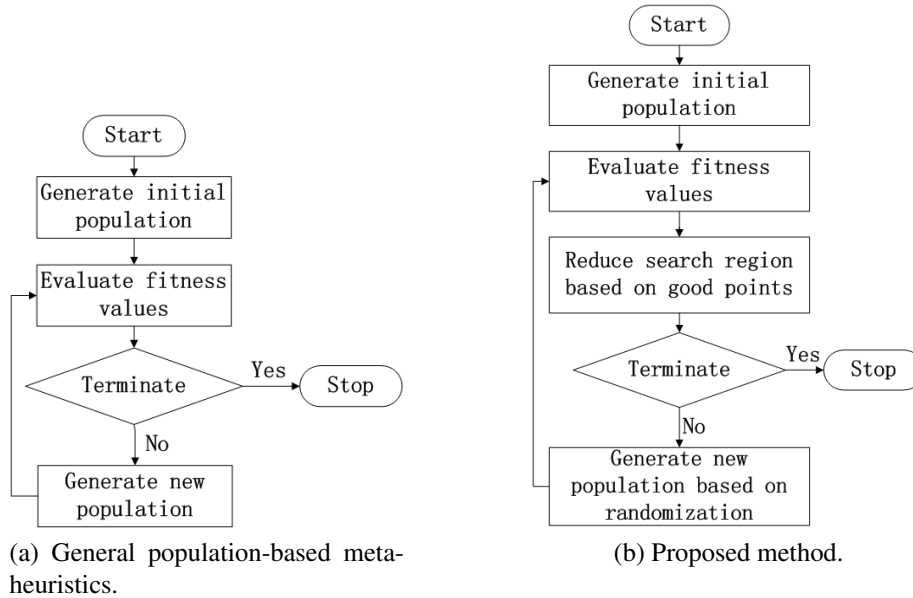 Start
Generate initial
population
Evaluate fitness
values
Terminate
Yes
Stop
No
Generate new
population
(a) General population-based meta-
heuristics.
Start
Generate initial
population
Evaluate fitness
values
Reduce search region
based on good points
Terminate
Yes
Stop
No
Generate new
population based on
randomization
(b) Proposed method.